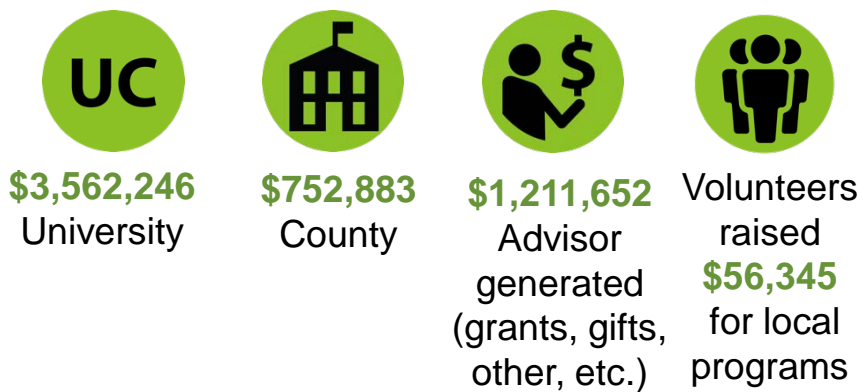 UC
$3,562,246
University
$752,883
County
$
$1,211,652
Advisor
generated
(grants, gifts,
other, etc.)
Volunteers
raised
$56,345
for local
programs